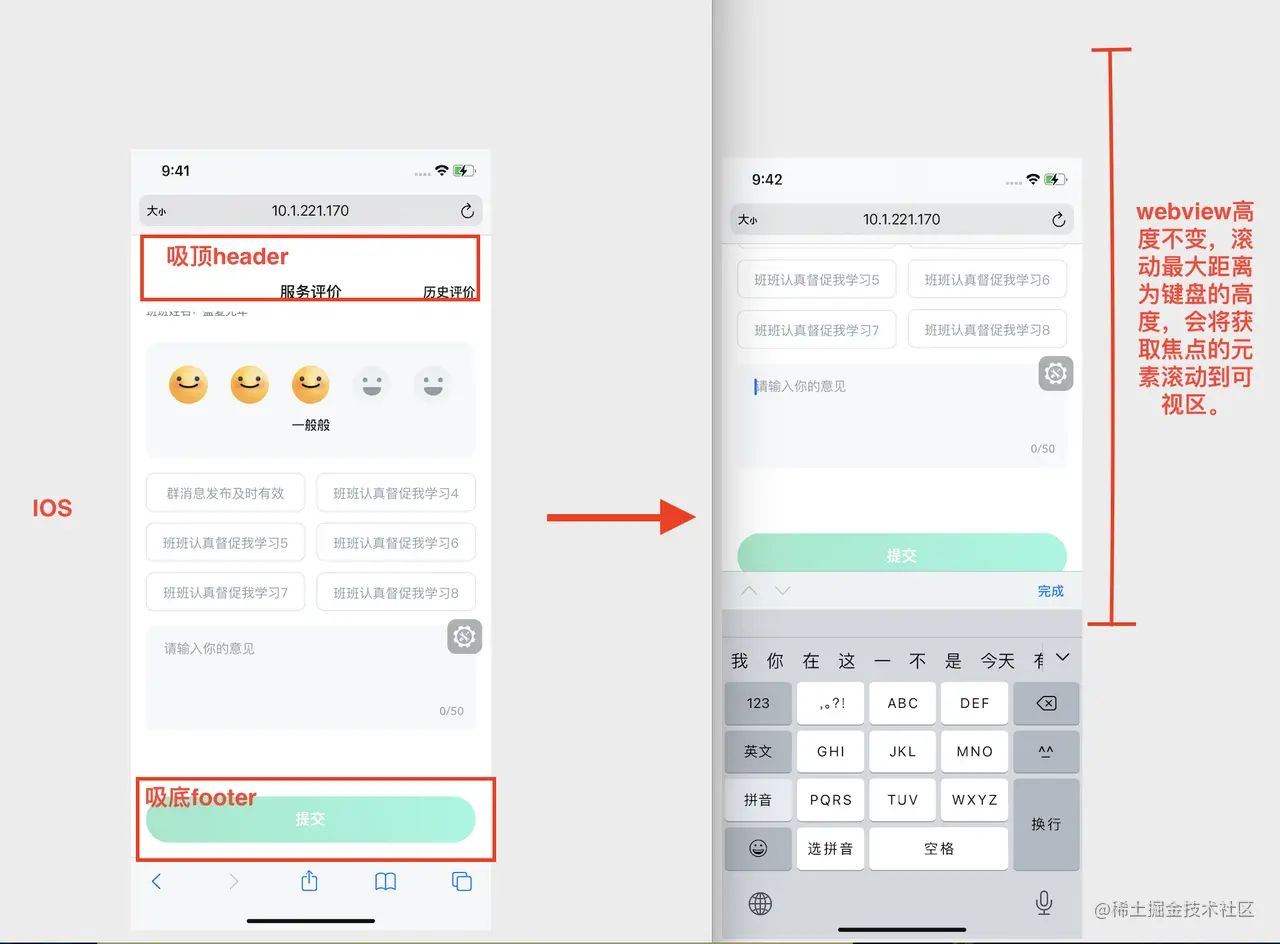 IOS
9:41
大小
10.1.221.170
吸顶header
服务评价
历史评价
一般般
群消息发布及时有效
班班认真督促我学习4
班班认真督促我学习5
班班认真督促我学习6
班班认真督促我学习7
班班认真督促我学习8
请输入你的意见
0/50
吸底footer
提交
9:42
大小
10.1.221.170
班班认真督促我学习5
班班认真督促我学习6
班班认真督促我学习7
班班认真督促我学习8
请输入你的意见
0/50
提交
完成
我 你 在 这 一 不 是 今天
123
,。?!
ABC
DEF
英文
GHI
JKL
MNO
^^
拼音
PQRS
TUV
WXYZ
换行
选拼音
空格
webview高
度不变，滚
动最大距离
为键盘的高
度，会将获
取焦点的元
素滚动到可
视区。
@稀土掘金技术社区